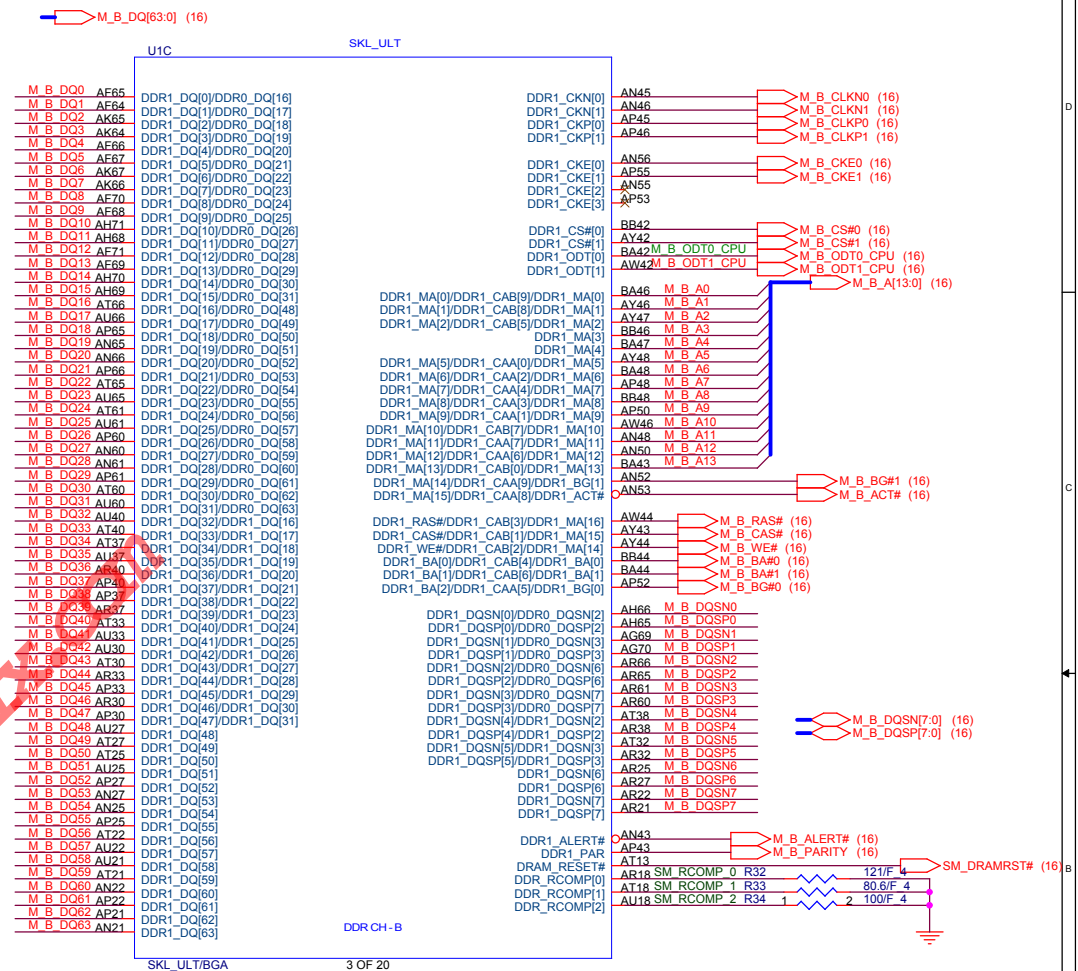 M_B_DQ[63:0] (16)
SKL_ULT
U1C
M_B_DQ0 AF65 DDR1_DQ[0]/DDR0_DQ[16]
M_B_DQ1 AF64 DDR1_DQ[1]/DDR0_DQ[17]
M_B_DQ2 AK65 DDR1_DQ[2]/DDR0_DQ[18]
M_B_DQ3 AK64 DDR1_DQ[3]/DDR0_DQ[19]
M_B_DQ4 AF66 DDR1_DQ[4]/DDR0_DQ[20]
M_B_DQ5 AF67 DDR1_DQ[5]/DDR0_DQ[21]
M_B_DQ6 AK67 DDR1_DQ[6]/DDR0_DQ[22]
M_B_DQ7 AK66 DDR1_DQ[7]/DDR0_DQ[23]
M_B_DQ8 AF70 DDR1_DQ[8]/DDR0_DQ[24]
M_B_DQ9 AF68 DDR1_DQ[9]/DDR0_DQ[25]
M_B_DQ10 AH71 DDR1_DQ[10]/DDR0_DQ[26]
M_B_DQ11 AH68 DDR1_DQ[11]/DDR0_DQ[27]
M_B_DQ12 AF71 DDR1_DQ[12]/DDR0_DQ[28]
M_B_DQ13 AF69 DDR1_DQ[13]/DDR0_DQ[29]
M_B_DQ14 AH70 DDR1_DQ[14]/DDR0_DQ[30]
M_B_DQ15 AH69 DDR1_DQ[15]/DDR0_DQ[31]
M_B_DQ16 AT66 DDR1_DQ[16]/DDR0_DQ[48]
M_B_DQ17 AU66 DDR1_DQ[17]/DDR0_DQ[49]
M_B_DQ18 AP65 DDR1_DQ[18]/DDR0_DQ[50]
M_B_DQ19 AN65 DDR1_DQ[19]/DDR0_DQ[51]
M_B_DQ20 AN66 DDR1_DQ[20]/DDR0_DQ[52]
M_B_DQ21 AP66 DDR1_DQ[21]/DDR0_DQ[53]
M_B_DQ22 AT65 DDR1_DQ[22]/DDR0_DQ[54]
M_B_DQ23 AU65 DDR1_DQ[23]/DDR0_DQ[55]
M_B_DQ24 AT61 DDR1_DQ[24]/DDR0_DQ[56]
M_B_DQ25 AU61 DDR1_DQ[25]/DDR0_DQ[57]
M_B_DQ26 AP60 DDR1_DQ[26]/DDR0_DQ[58]
M_B_DQ27 AN60 DDR1_DQ[27]/DDR0_DQ[59]
M_B_DQ28 AN61 DDR1_DQ[28]/DDR0_DQ[60]
M_B_DQ29 AP61 DDR1_DQ[29]/DDR0_DQ[61]
M_B_DQ30 AT60 DDR1_DQ[30]/DDR0_DQ[62]
M_B_DQ31 AU60 DDR1_DQ[31]/DDR0_DQ[63]
M_B_DQ32 AU40 DDR1_DQ[32]/DDR1_DQ[16]
M_B_DQ33 AT40 DDR1_DQ[33]/DDR1_DQ[17]
M_B_DQ34 AT37 DDR1_DQ[34]/DDR1_DQ[18]
M_B_DQ35 AU37 DDR1_DQ[35]/DDR1_DQ[19]
M_B_DQ36 AR40 DDR1_DQ[36]/DDR1_DQ[20]
M_B_DQ37 AP40 DDR1_DQ[37]/DDR1_DQ[21]
M_B_DQ38 AP37 DDR1_DQ[38]/DDR1_DQ[22]
M_B_DQ39 AR37 DDR1_DQ[39]/DDR1_DQ[23]
M_B_DQ40 AT33 DDR1_DQ[40]/DDR1_DQ[24]
M_B_DQ41 AU33 DDR1_DQ[41]/DDR1_DQ[25]
M_B_DQ42 AU30 DDR1_DQ[42]/DDR1_DQ[26]
M_B_DQ43 AT30 DDR1_DQ[43]/DDR1_DQ[27]
M_B_DQ44 AR33 DDR1_DQ[44]/DDR1_DQ[28]
M_B_DQ45 AP33 DDR1_DQ[45]/DDR1_DQ[29]
M_B_DQ46 AR30 DDR1_DQ[46]/DDR1_DQ[30]
M_B_DQ47 AP30 DDR1_DQ[47]/DDR1_DQ[31]
M_B_DQ48 AU27 DDR1_DQ[48]
M_B_DQ49 AT27 DDR1_DQ[49]
M_B_DQ50 AT25 DDR1_DQ[50]
M_B_DQ51 AU25 DDR1_DQ[51]
M_B_DQ52 AP27 DDR1_DQ[52]
M_B_DQ53 AN27 DDR1_DQ[53]
M_B_DQ54 AN25 DDR1_DQ[54]
M_B_DQ55 AP25 DDR1_DQ[55]
M_B_DQ56 AT22 DDR1_DQ[56]
M_B_DQ57 AU22 DDR1_DQ[57]
M_B_DQ58 AU21 DDR1_DQ[58]
M_B_DQ59 AT21 DDR1_DQ[59]
M_B_DQ60 AN22 DDR1_DQ[60]
M_B_DQ61 AP22 DDR1_DQ[61]
M_B_DQ62 AP21 DDR1_DQ[62]
M_B_DQ63 AN21 DDR1_DQ[63]
DDR1_CKN[0] AN45 M_B_CLKN0 (16)
DDR1_CKN[1] AN46 M_B_CLKN1 (16)
DDR1_CKP[0] AP45 M_B_CLKP0 (16)
DDR1_CKP[1] AP46 M_B_CLKP1 (16)
DDR1_CKE[0] AN56 M_B_CKE0 (16)
DDR1_CKE[1] AP55 M_B_CKE1 (16)
DDR1_CKE[2] AN55
DDR1_CKE[3] AP53
DDR1_CS#[0] BB42 M_B_CS#0 (16)
DDR1_CS#[1] AY42 M_B_CS#1 (16)
DDR1_ODT[0] BA42 M_B_ODT0_CPU M_B_ODT0_CPU (16)
DDR1_ODT[1] AW42 M_B_ODT1_CPU M_B_ODT1_CPU (16)
M_B_A[13:0] (16)
DDR1_MA[0]/DDR1_CAB[9]/DDR1_MA[0] BA46 M_B_A0
DDR1_MA[1]/DDR1_CAB[8]/DDR1_MA[1] AY46 M_B_A1
DDR1_MA[2]/DDR1_CAB[5]/DDR1_MA[2] AY47 M_B_A2
DDR1_MA[3] BB46 M_B_A3
DDR1_MA[4] BA47 M_B_A4
DDR1_MA[5]/DDR1_CAA[0]/DDR1_MA[5] AY48 M_B_A5
DDR1_MA[6]/DDR1_CAA[2]/DDR1_MA[6] BA48 M_B_A6
DDR1_MA[7]/DDR1_CAA[4]/DDR1_MA[7] AP48 M_B_A7
DDR1_MA[8]/DDR1_CAA[3]/DDR1_MA[8] BB48 M_B_A8
DDR1_MA[9]/DDR1_CAA[1]/DDR1_MA[9] AP50 M_B_A9
DDR1_MA[10]/DDR1_CAB[7]/DDR1_MA[10] AW46 M_B_A10
DDR1_MA[11]/DDR1_CAA[7]/DDR1_MA[11] AN48 M_B_A11
DDR1_MA[12]/DDR1_CAA[6]/DDR1_MA[12] AN50 M_B_A12
DDR1_MA[13]/DDR1_CAB[0]/DDR1_MA[13] BA43 M_B_A13
DDR1_MA[14]/DDR1_CAA[9]/DDR1_BG[1] AN52 M_B_BG#1 (16)
DDR1_MA[15]/DDR1_CAA[8]/DDR1_ACT# AN53 M_B_ACT# (16)
DDR1_RAS#/DDR1_CAB[3]/DDR1_MA[16] AW44 M_B_RAS# (16)
DDR1_CAS#/DDR1_CAB[1]/DDR1_MA[15] AY43 M_B_CAS# (16)
DDR1_WE#/DDR1_CAB[2]/DDR1_MA[14] AY44 M_B_WE# (16)
DDR1_BA[0]/DDR1_CAB[4]/DDR1_BA[0] BB44 M_B_BA#0 (16)
DDR1_BA[1]/DDR1_CAB[6]/DDR1_BA[1] BA44 M_B_BA#1 (16)
DDR1_BA[2]/DDR1_CAA[5]/DDR1_BG[0] AP52 M_B_BG#0 (16)
DDR1_DQSN[0]/DDR0_DQSN[2] AH66 M_B_DQSN0
DDR1_DQSP[0]/DDR0_DQSP[2] AH65 M_B_DQSP0
DDR1_DQSN[1]/DDR0_DQSN[3] AG69 M_B_DQSN1
DDR1_DQSP[1]/DDR0_DQSP[3] AG70 M_B_DQSP1
DDR1_DQSN[2]/DDR0_DQSN[6] AR66 M_B_DQSN2
DDR1_DQSP[2]/DDR0_DQSP[6] AR65 M_B_DQSP2
DDR1_DQSN[3]/DDR0_DQSN[7] AR61 M_B_DQSN3
DDR1_DQSP[3]/DDR0_DQSP[7] AR60 M_B_DQSP3
DDR1_DQSN[4]/DDR1_DQSN[2] AT38 M_B_DQSN4
DDR1_DQSP[4]/DDR1_DQSP[2] AR38 M_B_DQSP4
DDR1_DQSN[5]/DDR1_DQSN[3] AT32 M_B_DQSN5
DDR1_DQSP[5]/DDR1_DQSP[3] AR32 M_B_DQSP5
DDR1_DQSN[6] AR25 M_B_DQSN6
DDR1_DQSP[6] AR27 M_B_DQSP6
DDR1_DQSN[7] AR22 M_B_DQSN7
DDR1_DQSP[7] AR21 M_B_DQSP7
M_B_DQSN[7:0] (16)
M_B_DQSP[7:0] (16)
DDR1_ALERT# AN43 M_B_ALERT# (16)
DDR1_PAR AP43 M_B_PARITY (16)
DRAM_RESET# AT13 SM_DRAMRST# (16)
DDR_RCOMP[0] AR18 SM_RCOMP_0 R32 121/F_4
DDR_RCOMP[1] AT18 SM_RCOMP_1 R33 80.6/F_4
DDR_RCOMP[2] AU18 SM_RCOMP_2 R34 1 2 100/F_4
DDR CH - B
SKL_ULT/BGA
3 OF 20
D
C
B
x.com